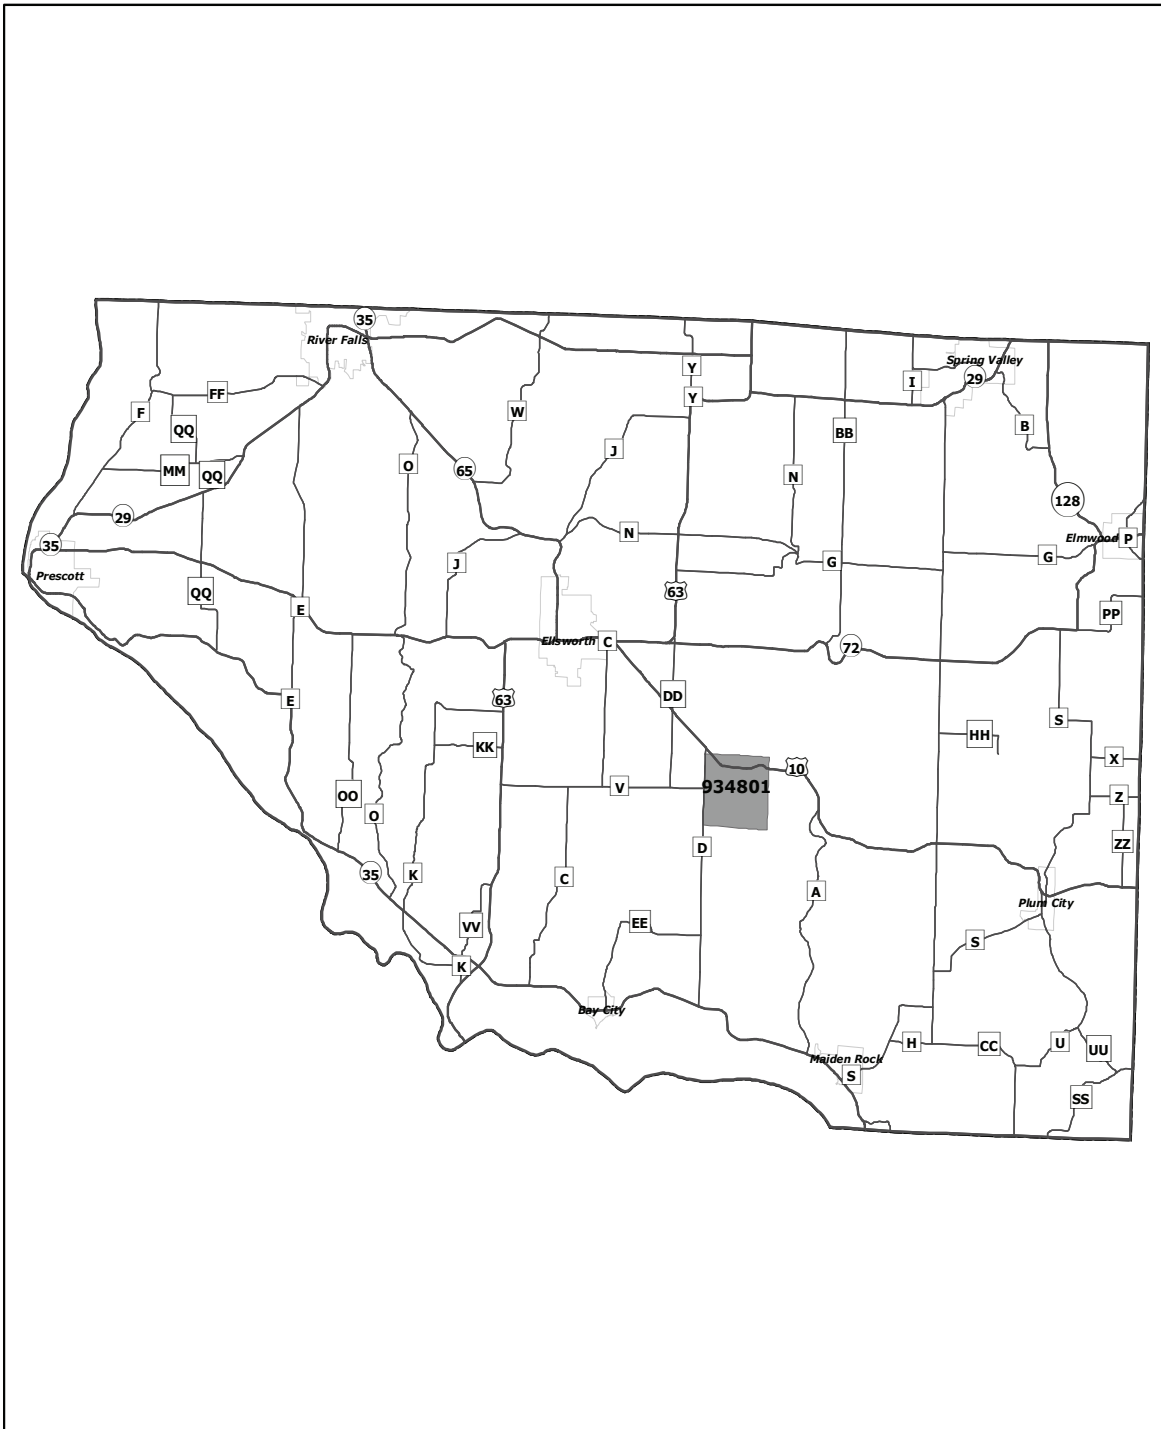 35
River Falls
Spring Valley
Y
29
I
FF
Y
F
W
B
QQ
BB
J
O
65
MM
QQ
N
128
29
N
Elmwood
P
35
G
G
J
Prescott
63
QQ
E
PP
Ellsworth
C
72
DD
63
E
S
HH
KK
X
10
934801
V
OO
Z
O
ZZ
D
35
K
C
A
Plum City
EE
VV
S
K
Bay City
H
CC
U
UU
Maiden Rock
S
SS